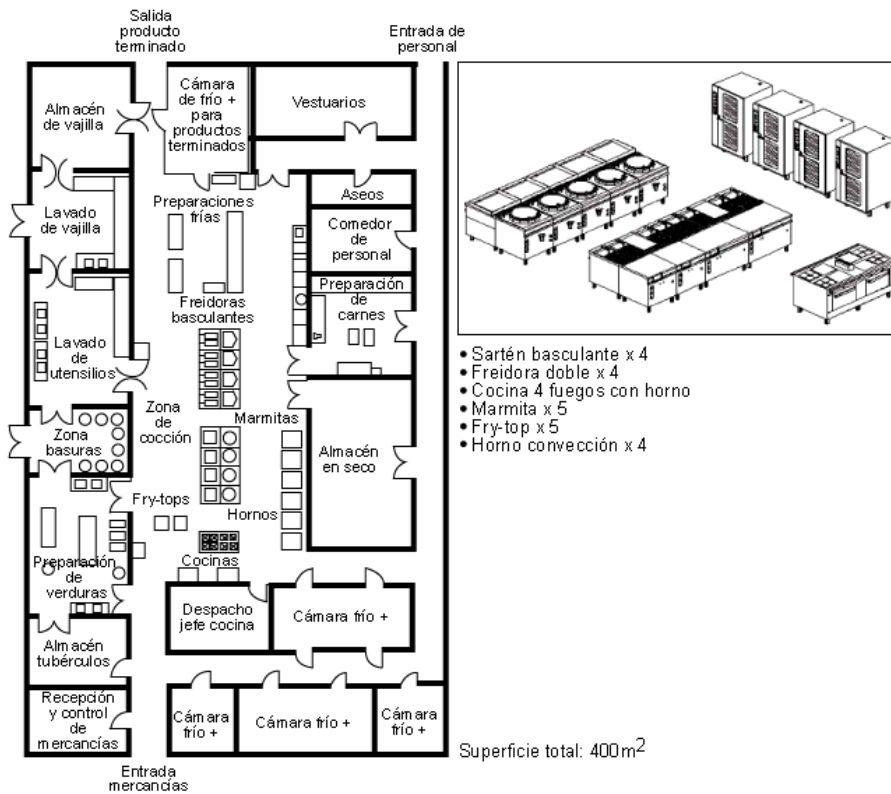 Salida
producto
terminado
Entrada de
personal
Almacén
de vajilla
Cámara
de frío +
para
productos
terminados
Vestuarios
Lavado
de vajilla
Preparaciones
frías
Aseos
Comedor
de
personal
Freidoras
basculantes
Preparación
de
carnes
Lavado
de
utensilios
Zona
de
cocción
Marmitas
Zona
basuras
Almacén
en seco
Fry-tops
Hornos
Preparación
de
verduras
Cocinas
Despacho
jefe cocina
Cámara frío +
Almacén
tubérculos
Recepción
y control
de
mercancías
Cámara
frío +
Cámara frío +
Cámara
frío +
Entrada
mercancías
• Sartén basculante x 4
• Freidora doble x 4
• Cocina 4 fuegos con horno
• Marmita x 5
• Fry-top x 5
• Horno convección x 4
Superficie total: 400 m²